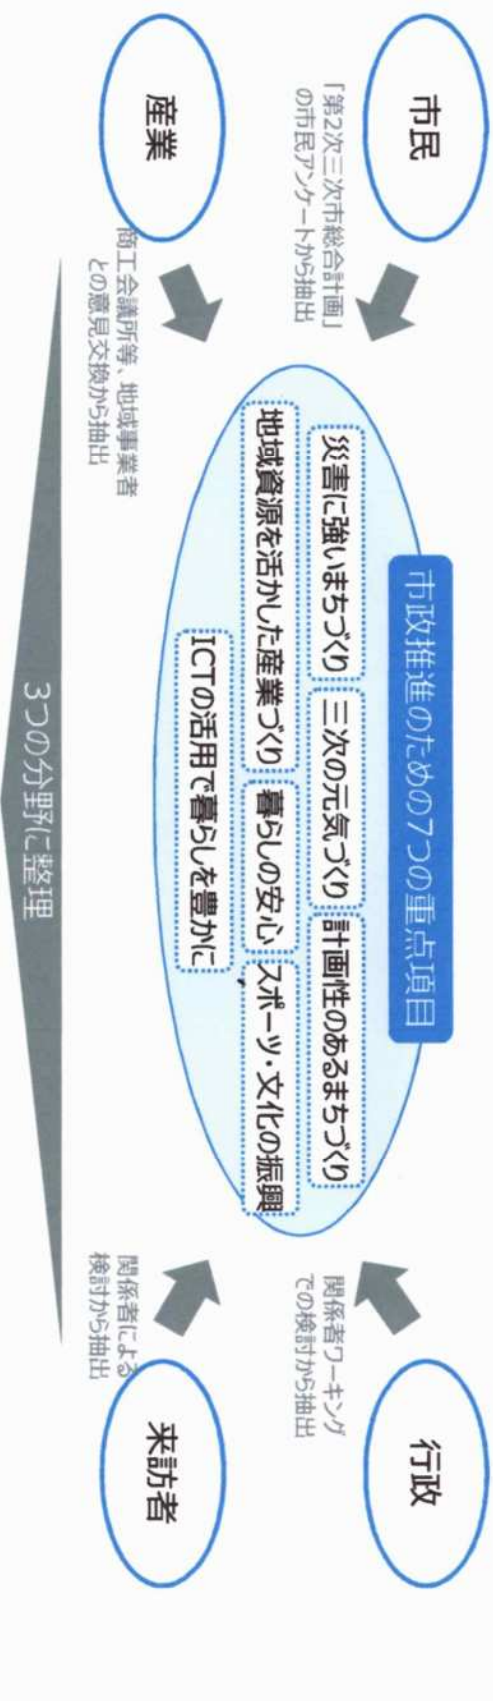 市民
「第2次三次市総合計画」
の市民アンケートから抽出
産業
商工会議所等、地域事業者
との意見交換から抽出
市政推進のための7つの重点項目
災害に強いまちづくり
三次の元気づくり
計画性のあるまちづくり
地域資源を活かした産業づくり
暮らしの安心
スポーツ・文化の振興
ICTの活用で暮らしを豊かに
行政
関係者ワーキング
での検討から抽出
来訪者
関係者による
検討から抽出
3つの分野に整理